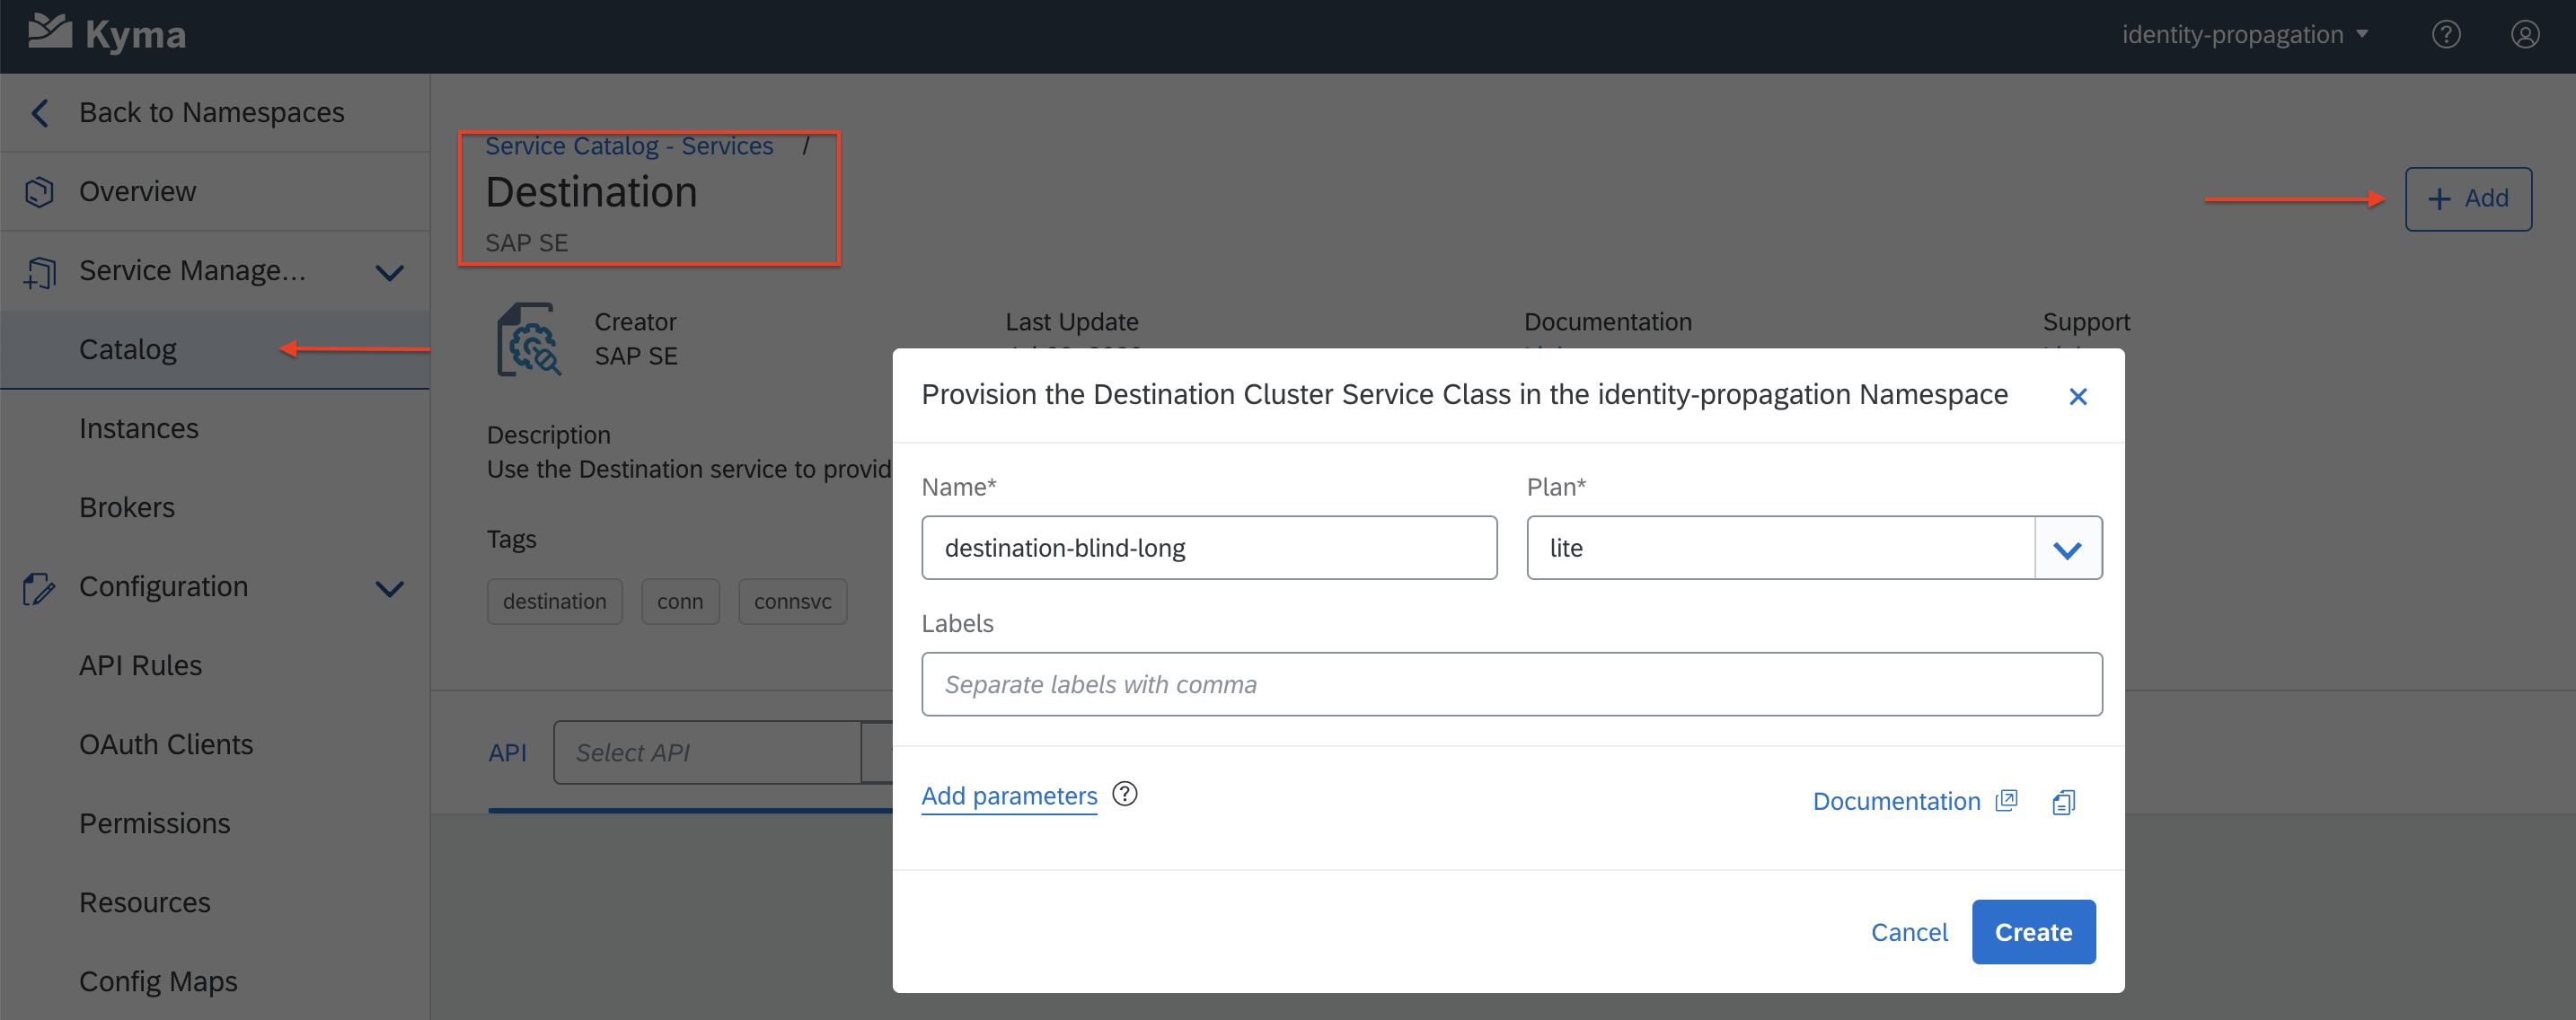 Kyma
identity-propagation
Back to Namespaces
Overview
Service Manage...
Catalog
Instances
Brokers
Configuration
API Rules
OAuth Clients
Permissions
Resources
Config Maps
Service Catalog - Services /
Destination
SAP SE
+ Add
Creator
SAP SE
Last Update
Documentation
Support
Description
Use the Destination service to provid
Tags
destination conn connsvc
API Select API
Provision the Destination Cluster Service Class in the identity-propagation Namespace
Name* Plan*
destination-blind-long lite
Labels
Separate labels with comma
Add parameters
Documentation
Cancel Create